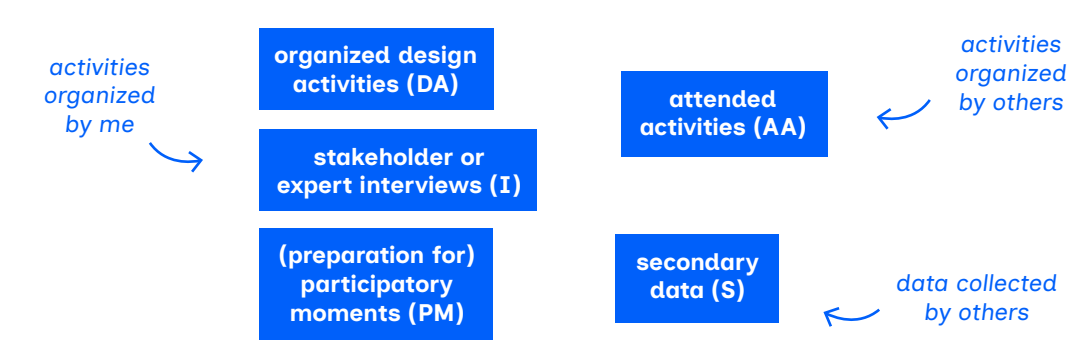 activities
organized
by me
organized design
activities (DA)
stakeholder or
expert interviews (I)
(preparation for)
participatory
moments (PM)
attended
activities (AA)
activities
organized
by others
secondary
data (S)
data collected
by others